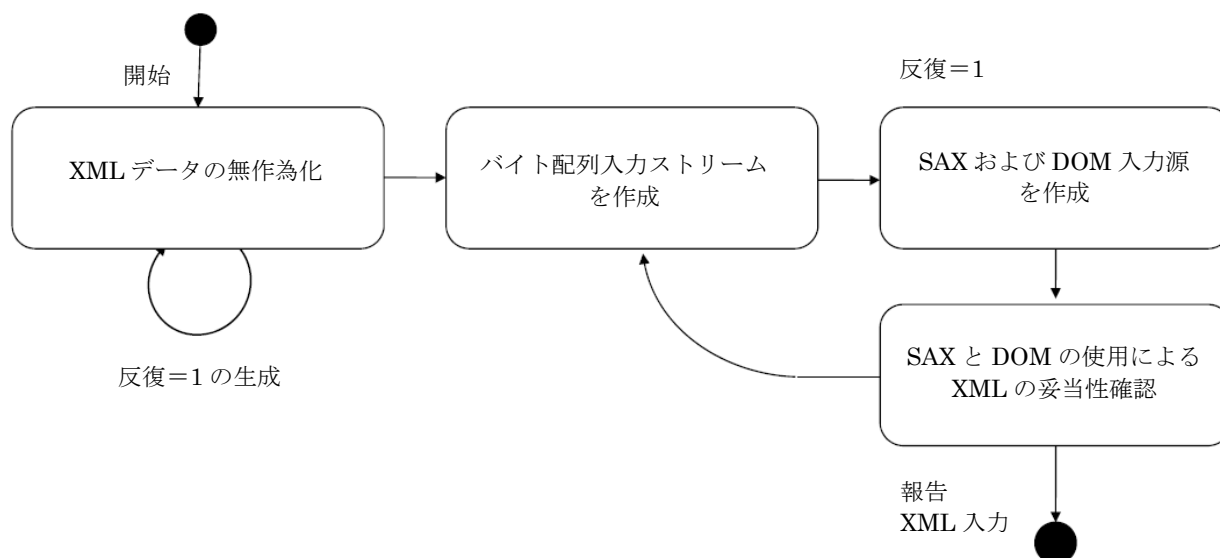 開始
反復＝1
XML データの無作為化
バイト配列入力ストリーム
を作成
SAX および DOM 入力源
を作成
反復＝1 の生成
SAX と DOM の使用による
XML の妥当性確認
報告
XML 入力